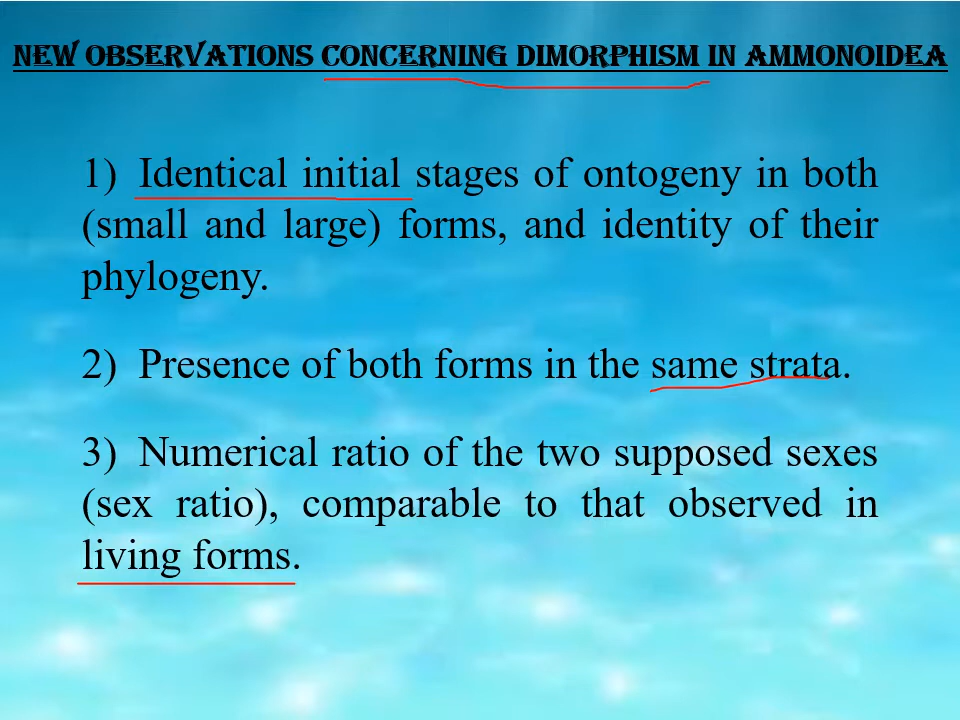 NEW OBSERVATIONS CONCERNING DIMORPHISM IN AMMONOIDEA
1) Identical initial stages of ontogeny in both
(small and large) forms, and identity of their
phylogeny.
2) Presence of both forms in the same strata.
3) Numerical ratio of the two supposed sexes
(sex ratio), comparable to that observed in
living forms.